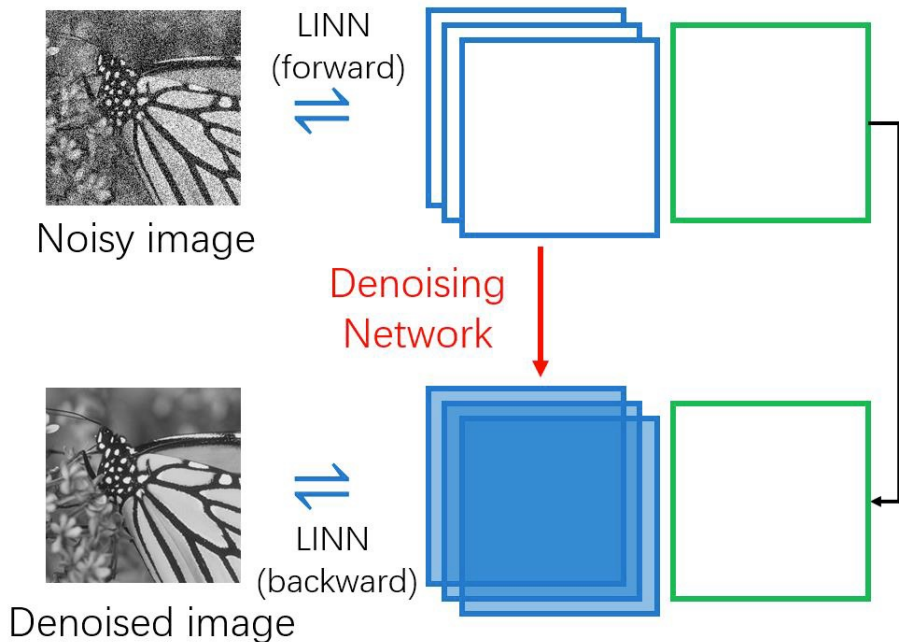 LINN
(forward)
Noisy image
Denoising
Network
LINN
(backward)
Denoised image